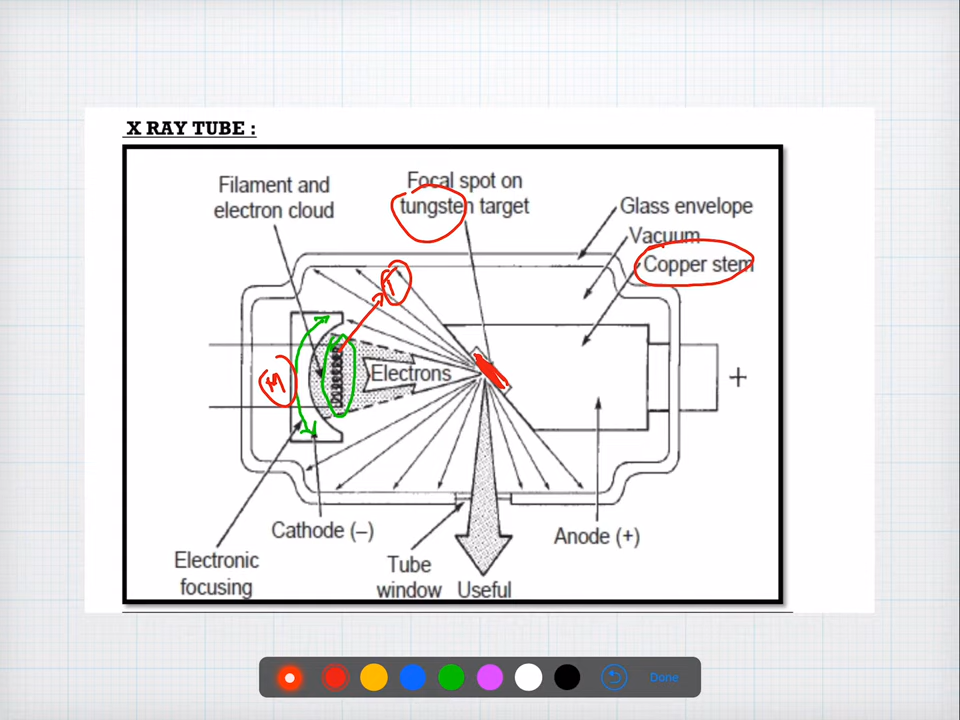 X RAY TUBE :
Filament and
electron cloud
Focal spot on
tungsten target
Glass envelope
Vacuum
Copper stem
T
M
Electrons
+
Cathode (–)
Anode (+)
Electronic
focusing
Tube
window
Useful
Done